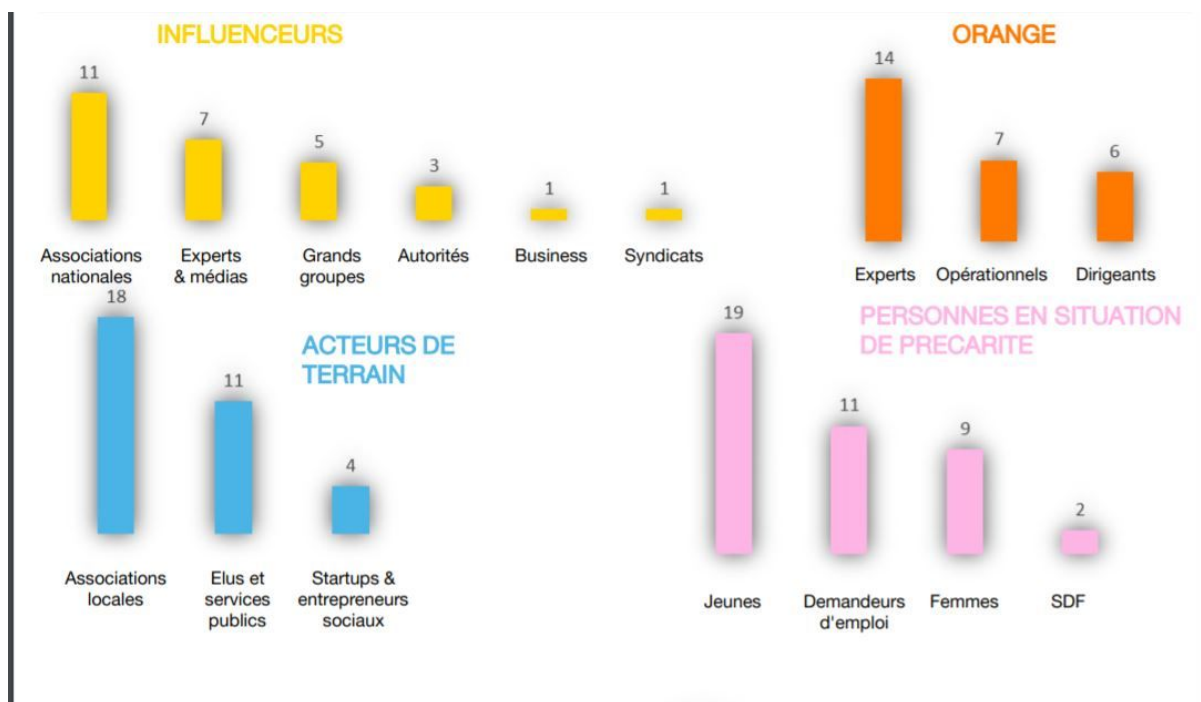 INFLUENCEURS
11
7
5
3
1
1
Associations
nationales
Experts
& médias
Grands
groupes
Autorités
Business
Syndicats
ORANGE
14
7
6
Experts
Opérationnels
Dirigeants
ACTEURS DE
TERRAIN
18
11
4
Associations
locales
Elus et
services
publics
Startups &
entrepreneurs
sociaux
PERSONNES EN SITUATION
DE PRECARITE
19
11
9
2
Jeunes
Demandeurs
d'emploi
Femmes
SDF